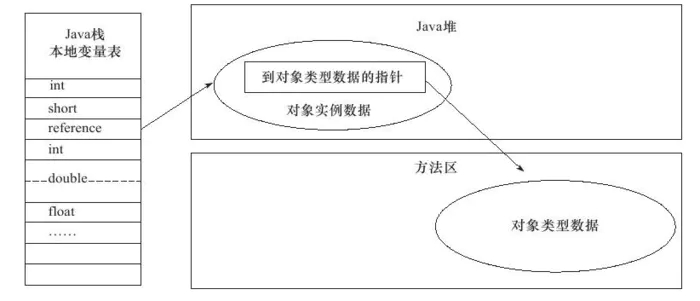 Java栈
本地变量表
int
short
reference
int
double
float
……
Java堆
到对象类型数据的指针
对象实例数据
方法区
对象类型数据